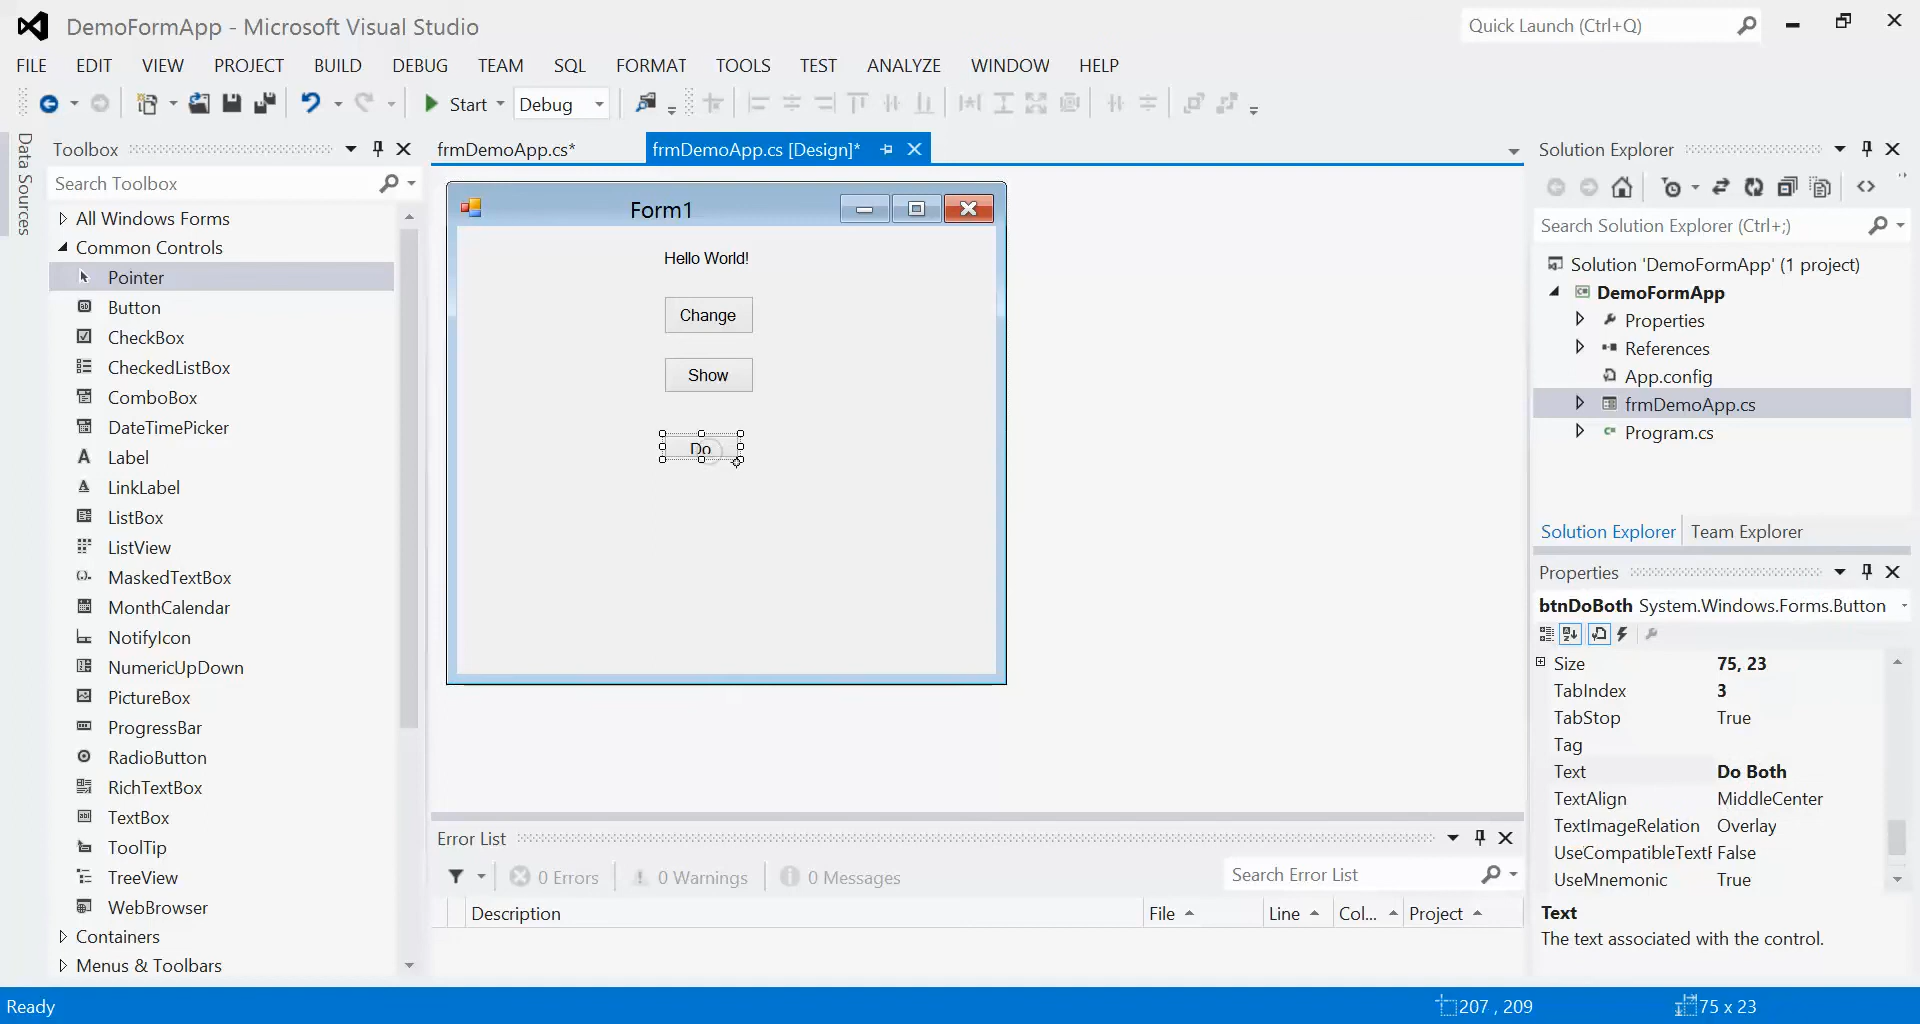 DemoFormApp - Microsoft Visual Studio
Quick Launch (Ctrl+Q)
FILE EDIT VIEW PROJECT BUILD DEBUG TEAM SQL FORMAT TOOLS TEST ANALYZE WINDOW HELP
Start Debug
Data Sources
Toolbox
Search Toolbox
All Windows Forms
Common Controls
Pointer
Button
CheckBox
CheckedListBox
ComboBox
DateTimePicker
Label
LinkLabel
ListBox
ListView
MaskedTextBox
MonthCalendar
NotifyIcon
NumericUpDown
PictureBox
ProgressBar
RadioButton
RichTextBox
TextBox
ToolTip
TreeView
WebBrowser
Containers
Menus & Toolbars
frmDemoApp.cs* frmDemoApp.cs [Design]*
Form1
Hello World!
Change
Show
Do
Error List
0 Errors 0 Warnings 0 Messages
Search Error List
Description File Line Col... Project
Solution Explorer
Search Solution Explorer (Ctrl+;)
Solution 'DemoFormApp' (1 project)
DemoFormApp
Properties
References
App.config
frmDemoApp.cs
Program.cs
Solution Explorer Team Explorer
Properties
btnDoBoth System.Windows.Forms.Button
Size 75, 23
TabIndex 3
TabStop True
Tag
Text Do Both
TextAlign MiddleCenter
TextImageRelation Overlay
UseCompatibleTextF False
UseMnemonic True
Text
The text associated with the control.
Ready 207 , 209 75 x 23